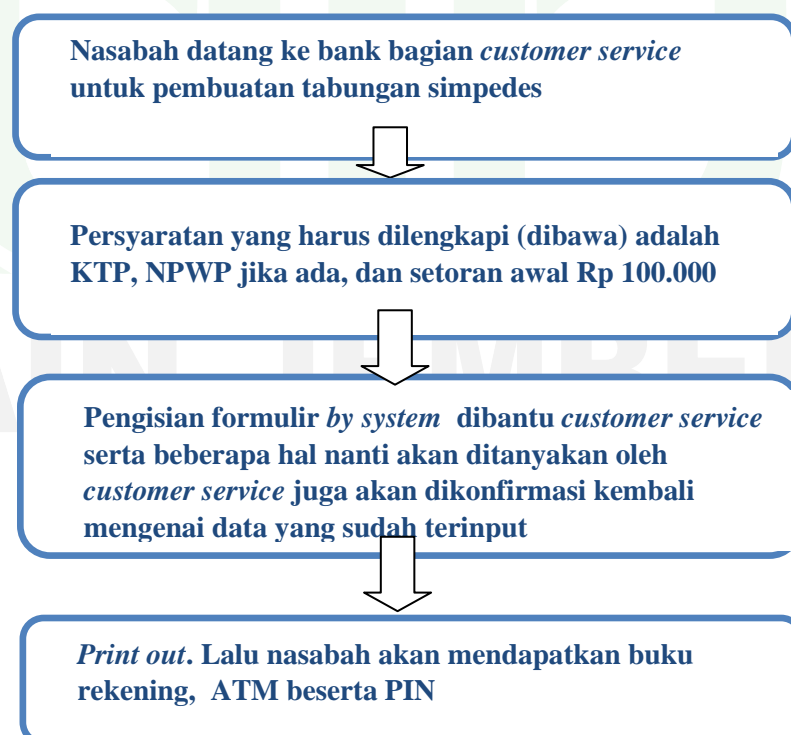 Nasabah datang ke bank bagian customer service
untuk pembuatan tabungan simpedes
Persyaratan yang harus dilengkapi (dibawa) adalah
KTP, NPWP jika ada, dan setoran awal Rp 100.000
Pengisian formulir by system dibantu customer service
serta beberapa hal nanti akan ditanyakan oleh
customer service juga akan dikonfirmasi kembali
mengenai data yang sudah terinput
Print out. Lalu nasabah akan mendapatkan buku
rekening, ATM beserta PIN